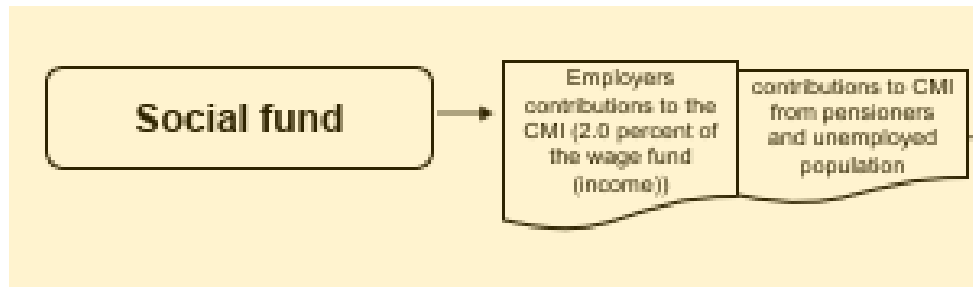 Social fund
Employers
contributions to the
CMI (2.0 percent of
the wage fund
(income))
contributions to CMI
from pensioners
and unemployed
population